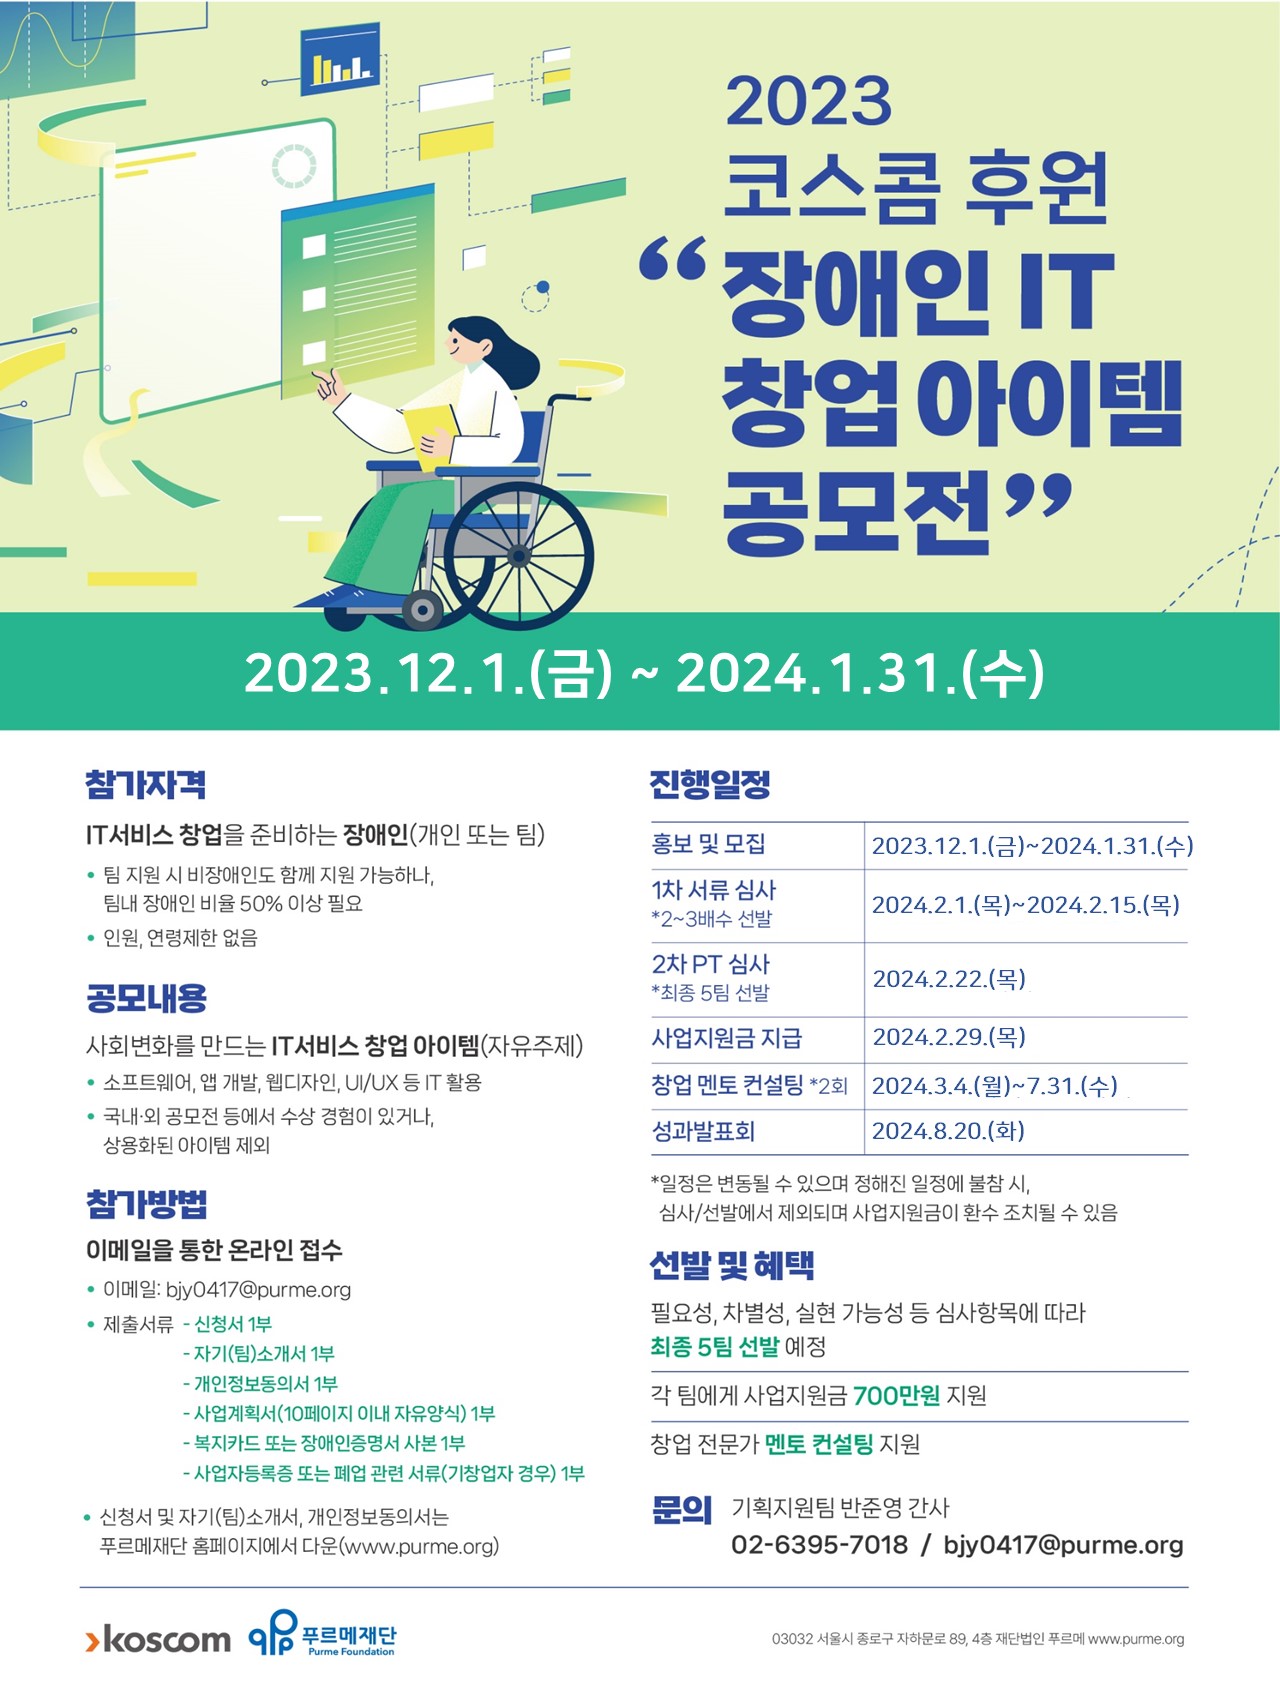 2023
코스콤 후원
“장애인 IT
창업 아이템
공모전”
2023.12.1.(금) ~ 2024.1.31.(수)
참가자격
IT서비스 창업을 준비하는 장애인(개인 또는 팀)
• 팀 지원 시 비장애인도 함께 지원 가능하나,
팀내 장애인 비율 50% 이상 필요
• 인원, 연령제한 없음
공모내용
사회변화를 만드는 IT서비스 창업 아이템(자유주제)
• 소프트웨어, 앱 개발, 웹디자인, UI/UX 등 IT 활용
• 국내·외 공모전 등에서 수상 경험이 있거나,
상용화된 아이템 제외
참가방법
이메일을 통한 온라인 접수
• 이메일: bjy0417@purme.org
• 제출서류 - 신청서 1부
- 자기(팀)소개서 1부
- 개인정보동의서 1부
- 사업계획서(10페이지 이내 자유양식) 1부
- 복지카드 또는 장애인증명서 사본 1부
- 사업자등록증 또는 폐업 관련 서류(기창업자 경우) 1부
• 신청서 및 자기(팀)소개서, 개인정보동의서는
푸르메재단 홈페이지에서 다운(www.purme.org)
진행일정
홍보 및 모집 2023.12.1.(금)~2024.1.31.(수)
1차 서류 심사
*2~3배수 선발
2024.2.1.(목)~2024.2.15.(목)
2차 PT 심사
*최종 5팀 선발
2024.2.22.(목)
사업지원금 지급 2024.2.29.(목)
창업 멘토 컨설팅 *2회 2024.3.4.(월)~7.31.(수)
성과발표회 2024.8.20.(화)
*일정은 변동될 수 있으며 정해진 일정에 불참 시,
심사/선발에서 제외되며 사업지원금이 환수 조치될 수 있음
선발 및 혜택
필요성, 차별성, 실현 가능성 등 심사항목에 따라
최종 5팀 선발 예정
각 팀에게 사업지원금 700만원 지원
창업 전문가 멘토 컨설팅 지원
문의 기획지원팀 반준영 간사
02-6395-7018 / bjy0417@purme.org
koscom 푸르메재단
Purme Foundation
03032 서울시 종로구 자하문로 89, 4층 재단법인 푸르메 www.purme.org